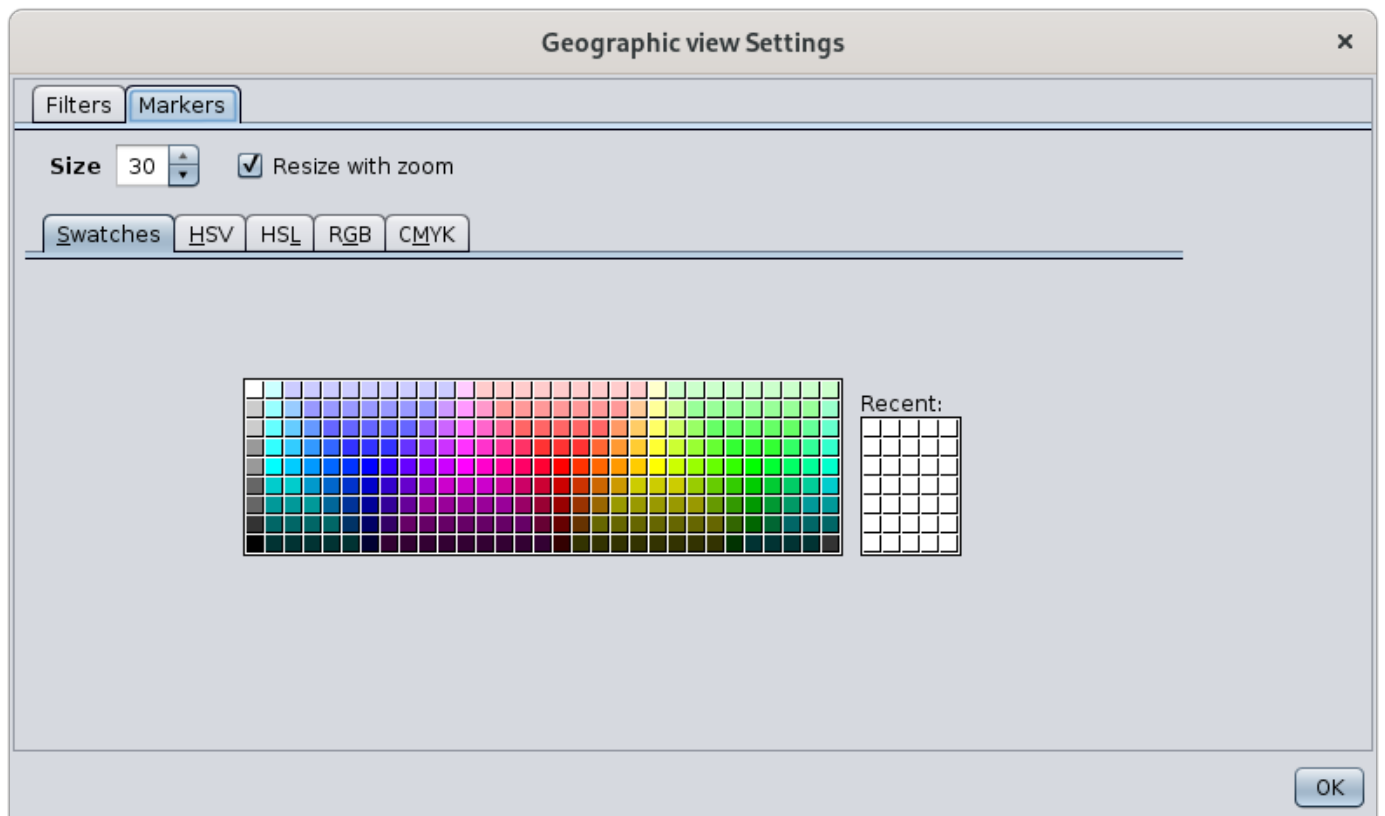 Geographic view Settings
Filters Markers
Size 30 Resize with zoom
Swatches HSV HSL RGB CMYK
Recent:
OK